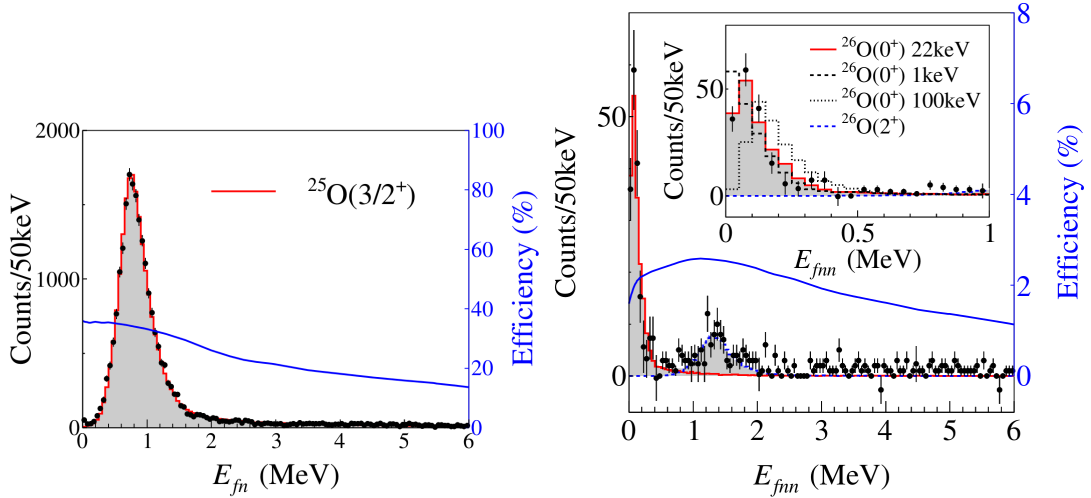 2000
1000
0
Counts/50keV
²⁵O(3/2⁺)
100
80
60
40
20
0
Efficiency (%)
0 1 2 3 4 5 6
E_fn (MeV)
50
0
Counts/50keV
50
0
Counts/50keV
²⁶O(0⁺) 22keV
²⁶O(0⁺) 1keV
²⁶O(0⁺) 100keV
²⁶O(2⁺)
0 0.5 1
E_fnn (MeV)
8
6
4
2
0
Efficiency (%)
0 1 2 3 4 5 6
E_fnn (MeV)